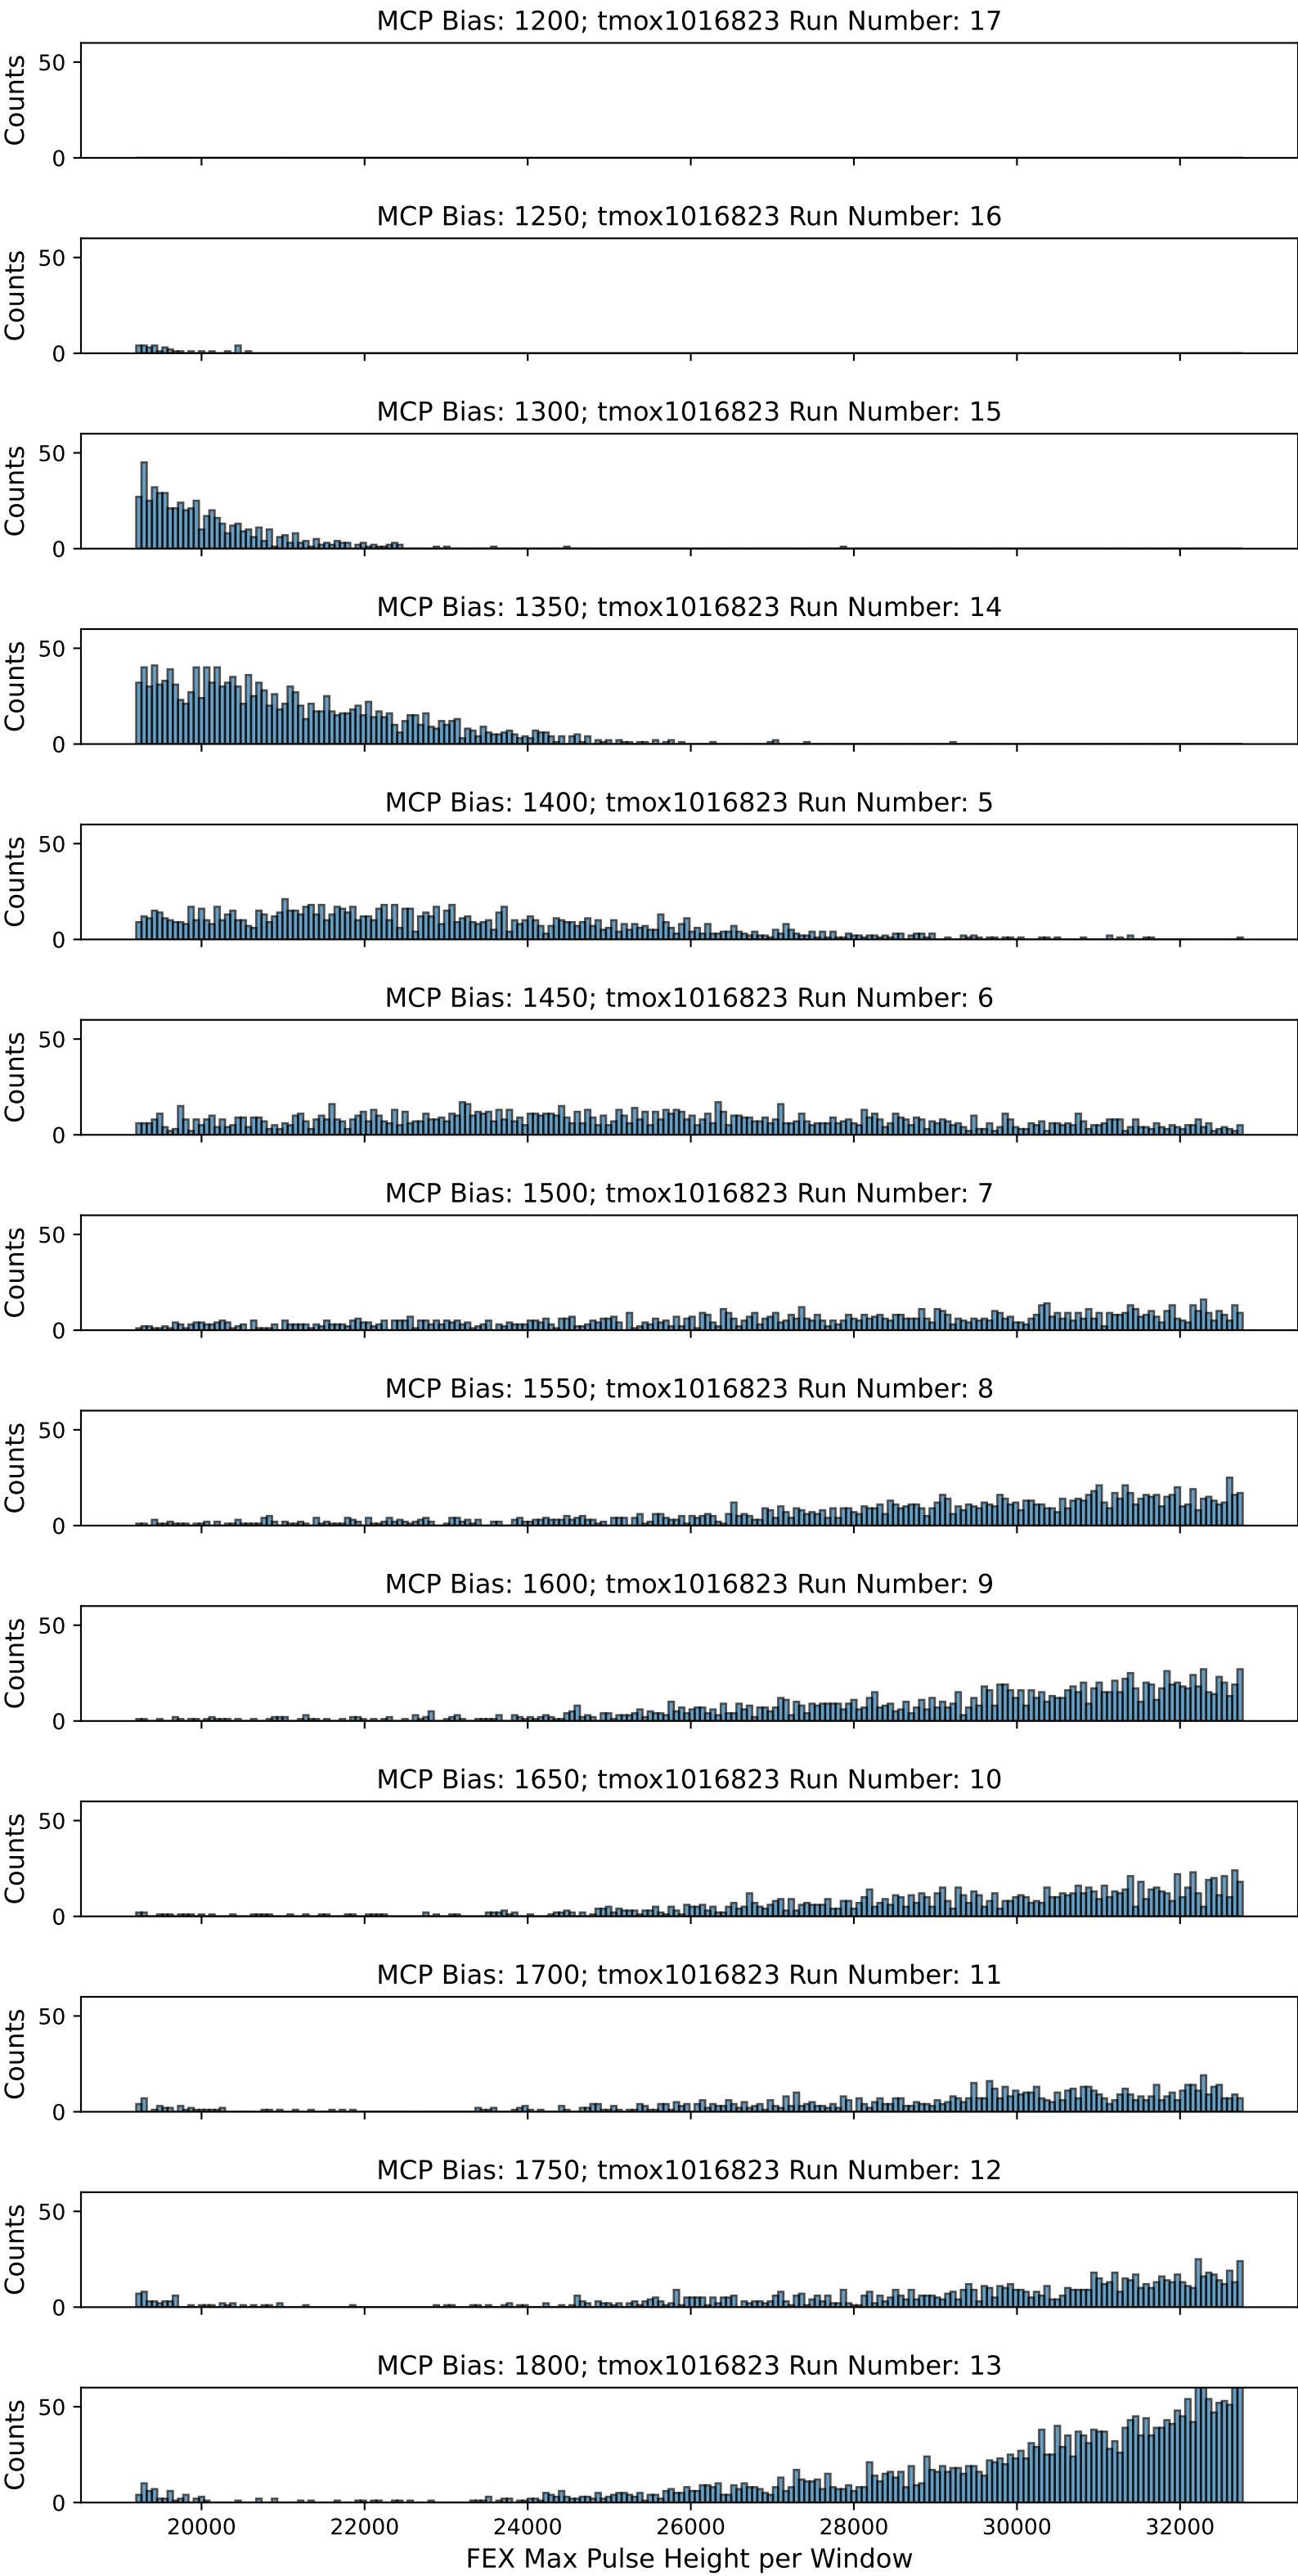 MCP Bias: 1200; tmox1016823 Run Number: 17
50
Counts
0
MCP Bias: 1250; tmox1016823 Run Number: 16
50
Counts
0
MCP Bias: 1300; tmox1016823 Run Number: 15
50
Counts
0
MCP Bias: 1350; tmox1016823 Run Number: 14
50
Counts
0
MCP Bias: 1400; tmox1016823 Run Number: 5
50
Counts
0
MCP Bias: 1450; tmox1016823 Run Number: 6
50
Counts
0
MCP Bias: 1500; tmox1016823 Run Number: 7
50
Counts
0
MCP Bias: 1550; tmox1016823 Run Number: 8
50
Counts
0
MCP Bias: 1600; tmox1016823 Run Number: 9
50
Counts
0
MCP Bias: 1650; tmox1016823 Run Number: 10
50
Counts
0
MCP Bias: 1700; tmox1016823 Run Number: 11
50
Counts
0
MCP Bias: 1750; tmox1016823 Run Number: 12
50
Counts
0
MCP Bias: 1800; tmox1016823 Run Number: 13
50
Counts
0
20000 22000 24000 26000 28000 30000 32000
FEX Max Pulse Height per Window